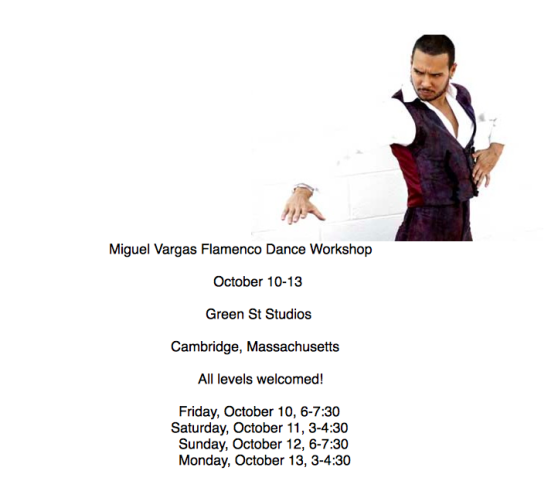 Miguel Vargas Flamenco Dance Workshop
October 10-13
Green St Studios
Cambridge, Massachusetts
All levels welcomed!
Friday, October 10, 6-7:30
Saturday, October 11, 3-4:30
Sunday, October 12, 6-7:30
Monday, October 13, 3-4:30